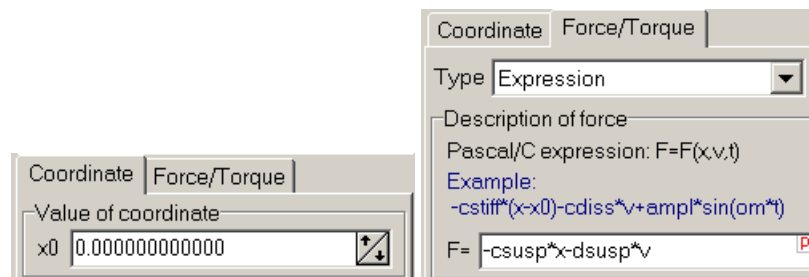 Coordinate Force/Torque
Value of coordinate
x0 0.000000000000
Coordinate Force/Torque
Type Expression
Description of force
Pascal/C expression: F=F(x,v,t)
Example:
-cstiff*(x-x0)-cdiss*v+ampl*sin(om*t)
F= -csusp*x-dsusp*v P